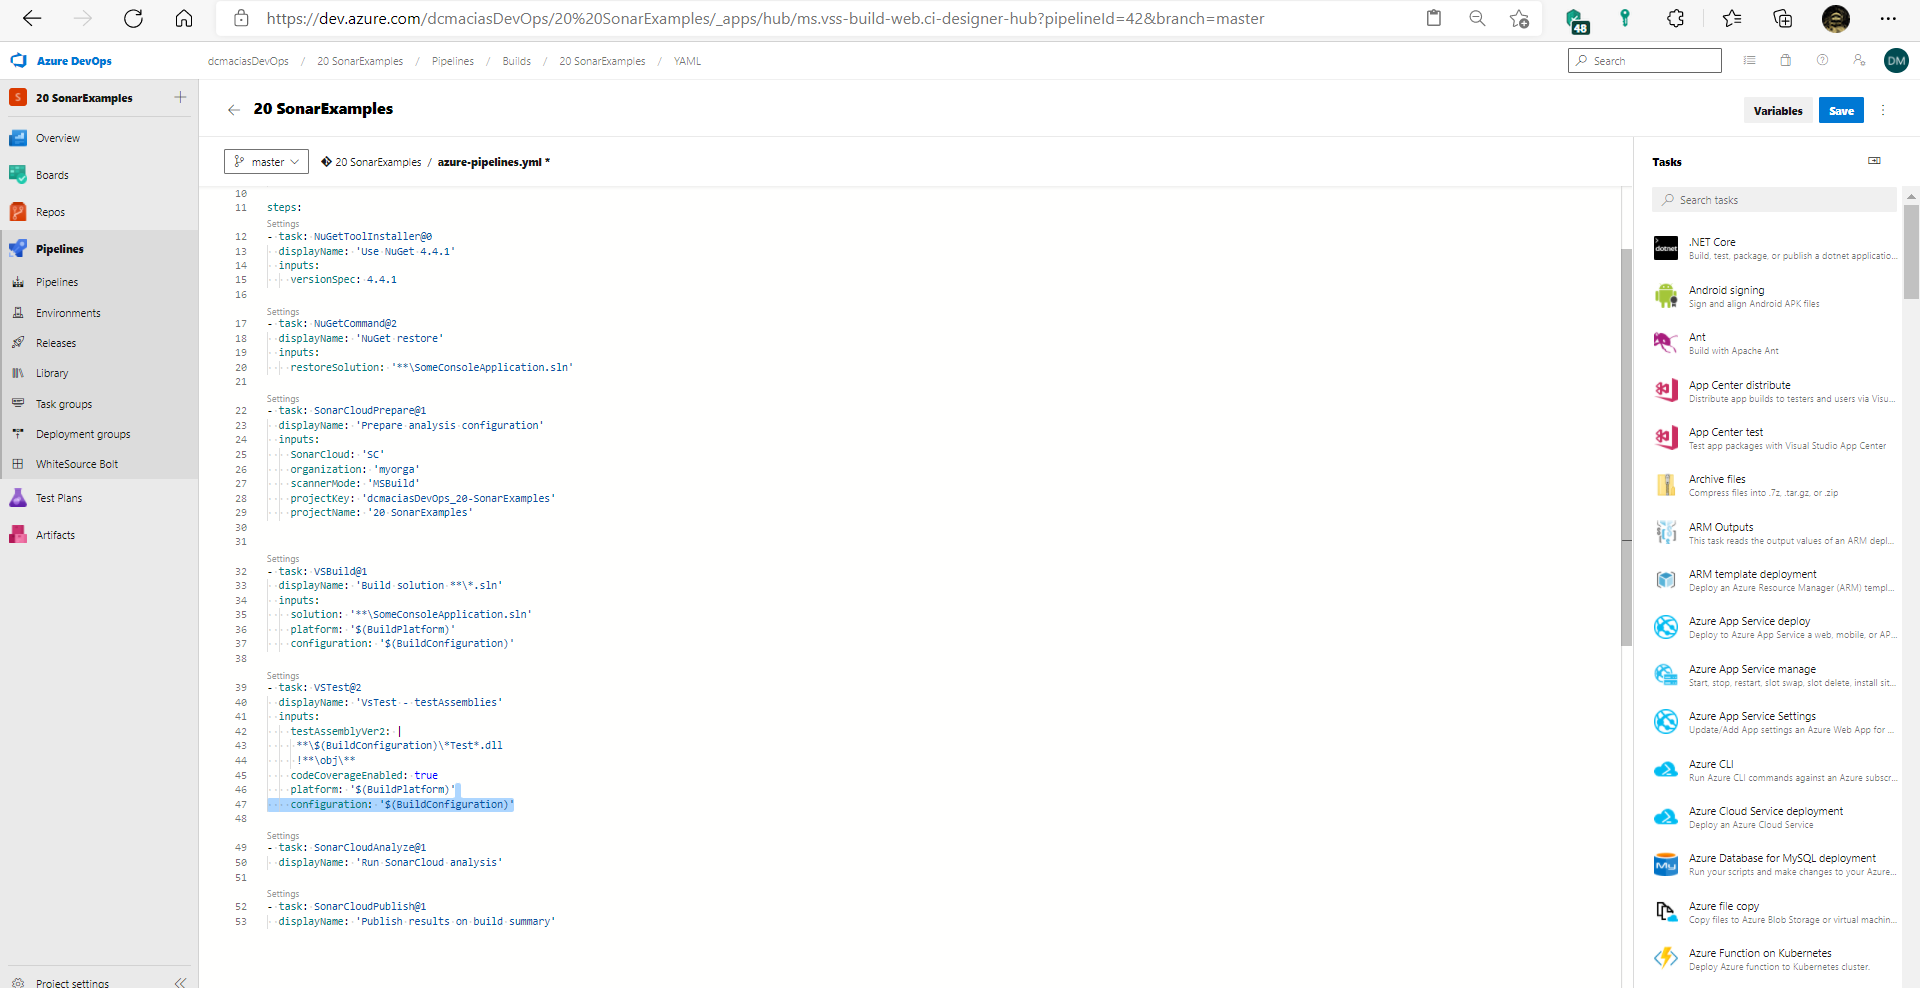 https://dev.azure.com/dcmaciasDevOps/20%20SonarExamples/_apps/hub/ms.vss-build-web.ci-designer-hub?pipelineId=42&branch=master
48
Azure DevOps
dcmaciasDevOps / 20 SonarExamples / Pipelines / Builds / 20 SonarExamples / YAML
Search
DM
S 20 SonarExamples
Overview
Boards
Repos
Pipelines
Pipelines
Environments
Releases
Library
Task groups
Deployment groups
WhiteSource Bolt
Test Plans
Artifacts
Project settings
20 SonarExamples
Variables
Save
master
20 SonarExamples / azure-pipelines.yml *
10
11 steps:
Settings
12 - task: NuGetToolInstaller@0
13 displayName: 'Use NuGet 4.4.1'
14 inputs:
15 versionSpec: 4.4.1
16
Settings
17 - task: NuGetCommand@2
18 displayName: 'NuGet restore'
19 inputs:
20 restoreSolution: '**\SomeConsoleApplication.sln'
21
Settings
22 - task: SonarCloudPrepare@1
23 displayName: 'Prepare analysis configuration'
24 inputs:
25 SonarCloud: 'SC'
26 organization: 'myorga'
27 scannerMode: 'MSBuild'
28 projectKey: 'dcmaciasDevOps_20-SonarExamples'
29 projectName: '20 SonarExamples'
30
31
Settings
32 - task: VSBuild@1
33 displayName: 'Build solution **\*.sln'
34 inputs:
35 solution: '**\SomeConsoleApplication.sln'
36 platform: '$(BuildPlatform)'
37 configuration: '$(BuildConfiguration)'
38
Settings
39 - task: VSTest@2
40 displayName: 'VsTest - testAssemblies'
41 inputs:
42 testAssemblyVer2: |
43 **\$(BuildConfiguration)\*Test*.dll
44 !**\obj\**
45 codeCoverageEnabled: true
46 platform: '$(BuildPlatform)'
47 configuration: '$(BuildConfiguration)'
48
Settings
49 - task: SonarCloudAnalyze@1
50 displayName: 'Run SonarCloud analysis'
51
Settings
52 - task: SonarCloudPublish@1
53 displayName: 'Publish results on build summary'
Tasks
Search tasks
dotnet
.NET Core
Build, test, package, or publish a dotnet applicatio...
Android signing
Sign and align Android APK files
Ant
Build with Apache Ant
App Center distribute
Distribute app builds to testers and users via Visu...
App Center test
Test app packages with Visual Studio App Center
Archive files
Compress files into .7z, .tar.gz, or .zip
ARM Outputs
This task reads the output values of an ARM depl...
ARM template deployment
Deploy an Azure Resource Manager (ARM) templ...
Azure App Service deploy
Deploy to Azure App Service a web, mobile, or AP...
Azure App Service manage
Start, stop, restart, slot swap, slot delete, install sit...
Azure App Service Settings
Update/Add App settings an Azure Web App for ...
Azure CLI
Run Azure CLI commands against an Azure subscr...
Azure Cloud Service deployment
Deploy an Azure Cloud Service
My
Azure Database for MySQL deployment
Run your scripts and make changes to your Azure...
Azure file copy
Copy files to Azure Blob Storage or virtual machin...
Azure Function on Kubernetes
Deploy Azure function to Kubernetes cluster.